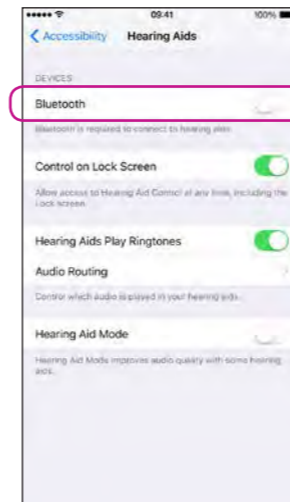 09:41 100%
Accessibility Hearing Aids
DEVICES
Bluetooth
Bluetooth is required to connect to hearing aids.
Control on Lock Screen
Allow access to Hearing Aid Control at any time, including the
Lock screen.
Hearing Aids Play Ringtones
Audio Routing
Control which audio is played in your hearing aids.
Hearing Aid Mode
Hearing Aid Mode improves audio quality with some hearing
aids.